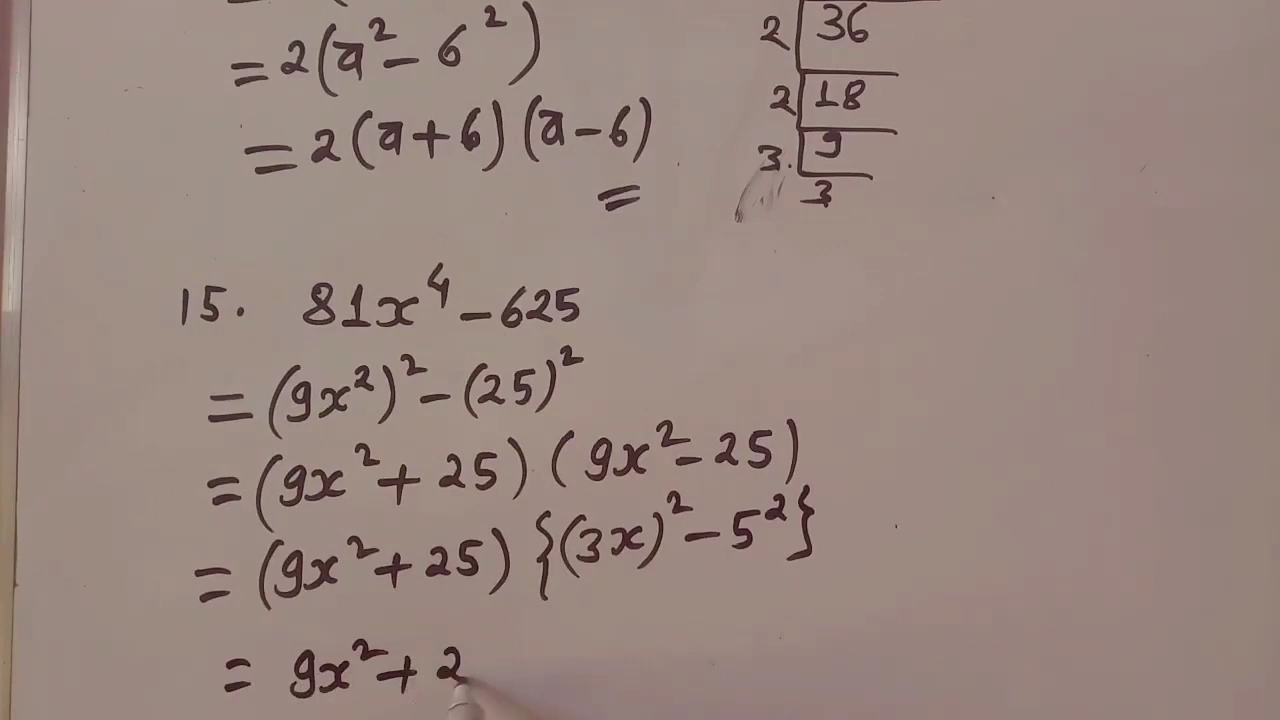 = 2(a² - 6²)
= 2(a + 6) (a - 6)
=
2 | 36
2 | 18
3. | 9
3
15. 81x⁴ - 625
= (9x²)² - (25)²
= (9x² + 25) (9x² - 25)
= (9x² + 25) {(3x)² - 5²}
= 9x² + 2